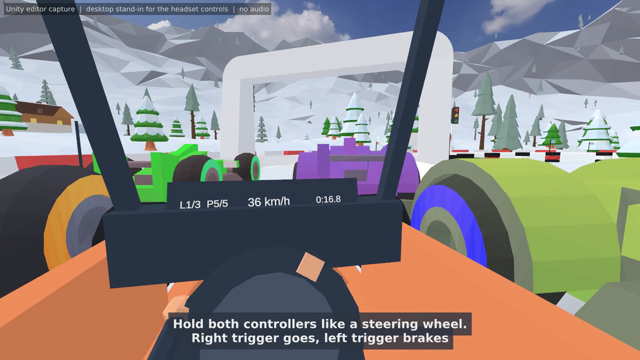 Unity editor capture | desktop stand-in for the headset controls | no audio
L1/3 P5/5 36 km/h 0:16.8
Hold both controllers like a steering wheel.
Right trigger goes, left trigger brakes